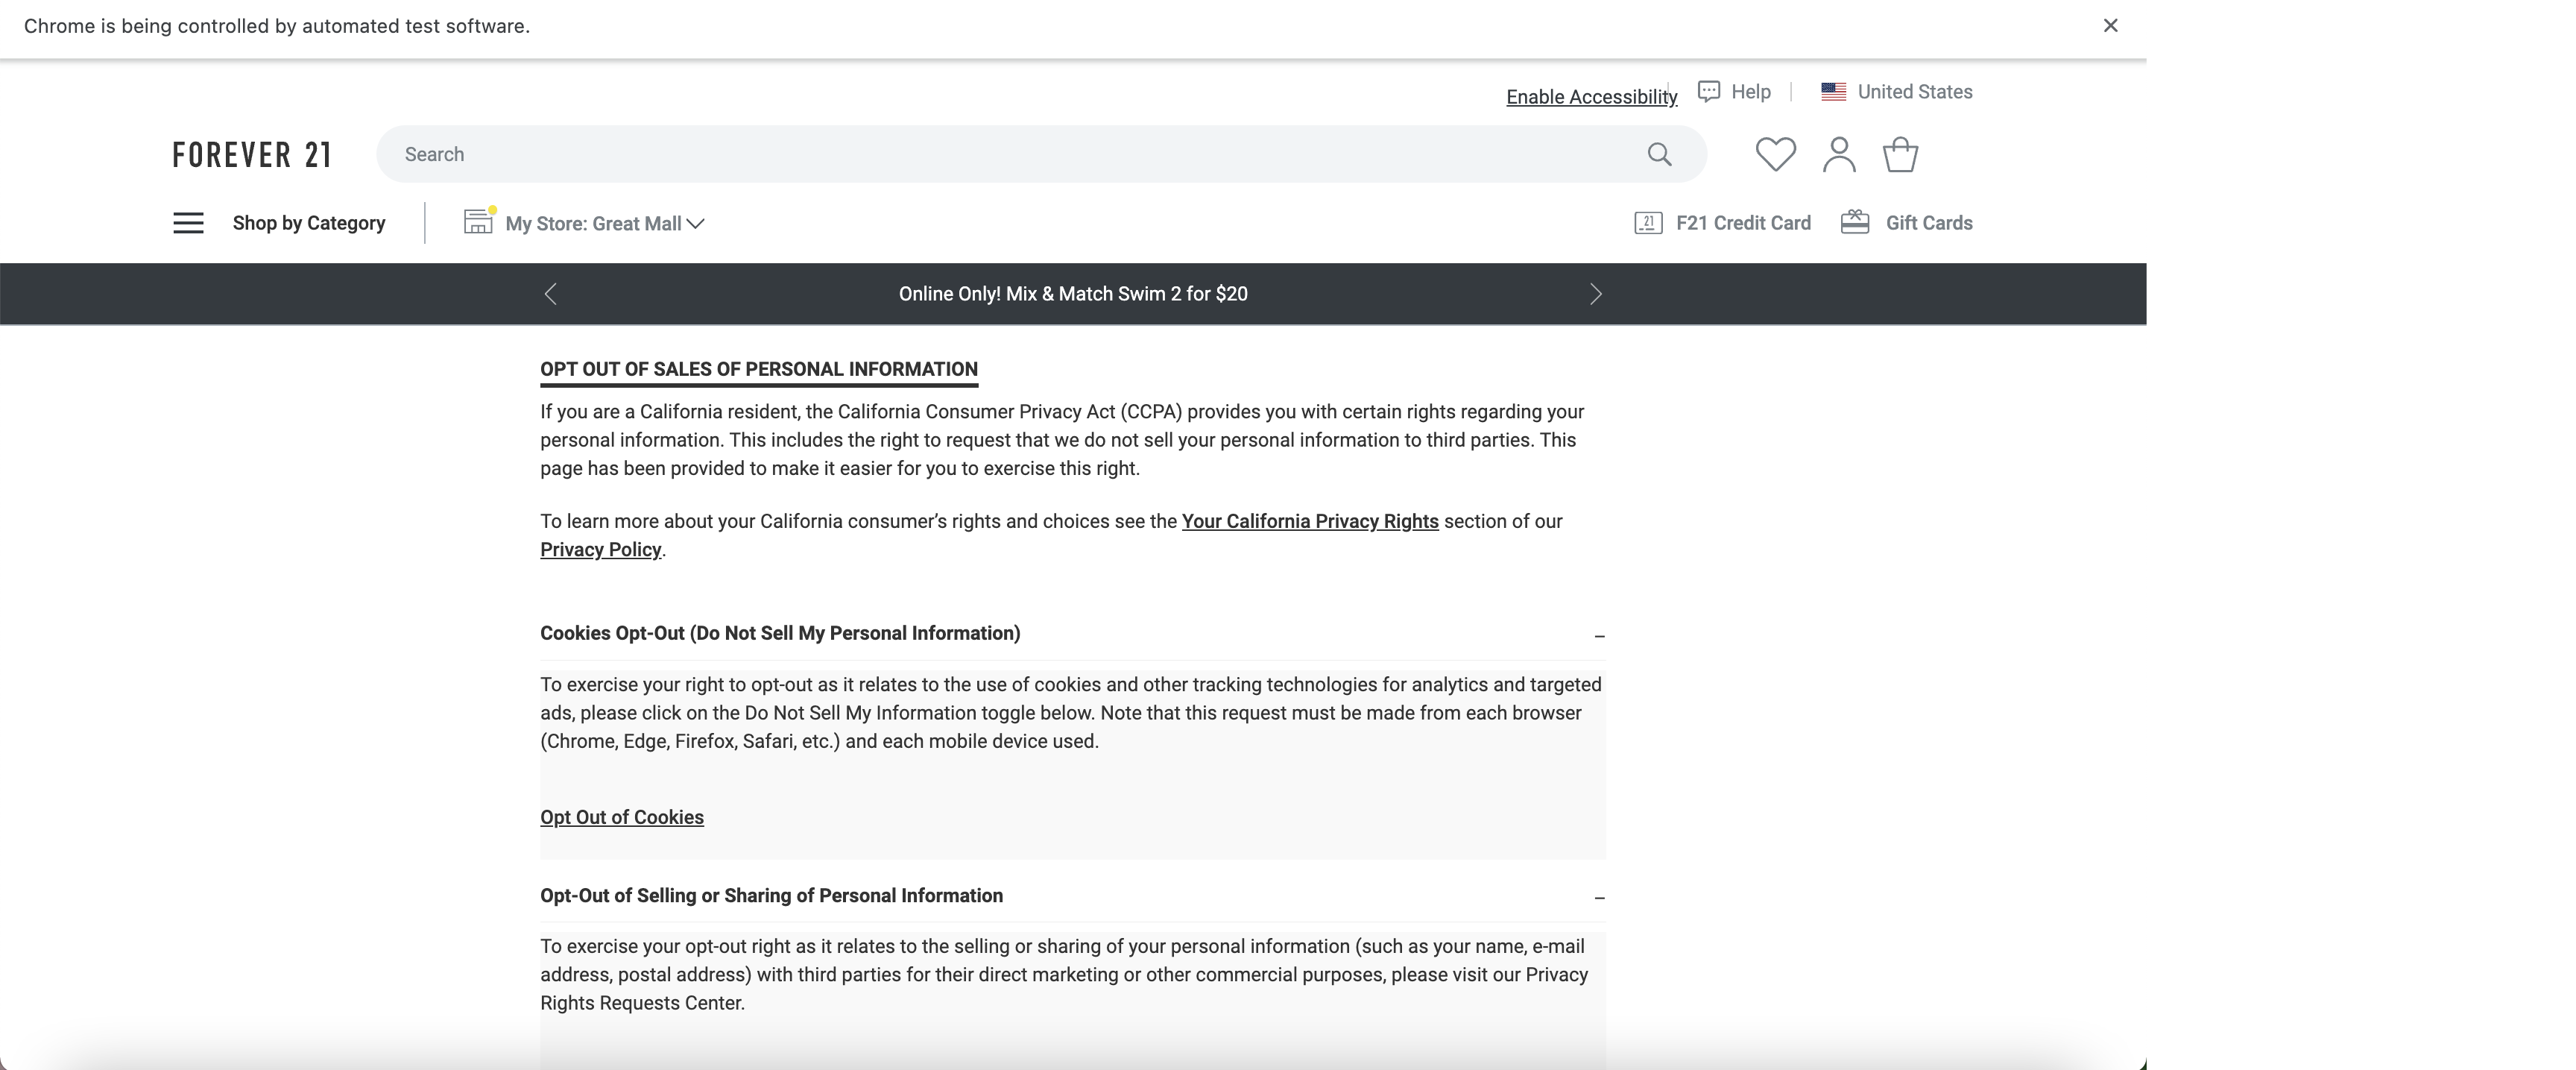 Chrome is being controlled by automated test software.
Enable Accessibility
Help
United States
FOREVER 21
Search
Shop by Category
My Store: Great Mall
21
F21 Credit Card
Gift Cards
Online Only! Mix & Match Swim 2 for $20
OPT OUT OF SALES OF PERSONAL INFORMATION
If you are a California resident, the California Consumer Privacy Act (CCPA) provides you with certain rights regarding your
personal information. This includes the right to request that we do not sell your personal information to third parties. This
page has been provided to make it easier for you to exercise this right.
To learn more about your California consumer’s rights and choices see the Your California Privacy Rights section of our
Privacy Policy.
Cookies Opt-Out (Do Not Sell My Personal Information)
To exercise your right to opt-out as it relates to the use of cookies and other tracking technologies for analytics and targeted
ads, please click on the Do Not Sell My Information toggle below. Note that this request must be made from each browser
(Chrome, Edge, Firefox, Safari, etc.) and each mobile device used.
Opt Out of Cookies
Opt-Out of Selling or Sharing of Personal Information
To exercise your opt-out right as it relates to the selling or sharing of your personal information (such as your name, e-mail
address, postal address) with third parties for their direct marketing or other commercial purposes, please visit our Privacy
Rights Requests Center.